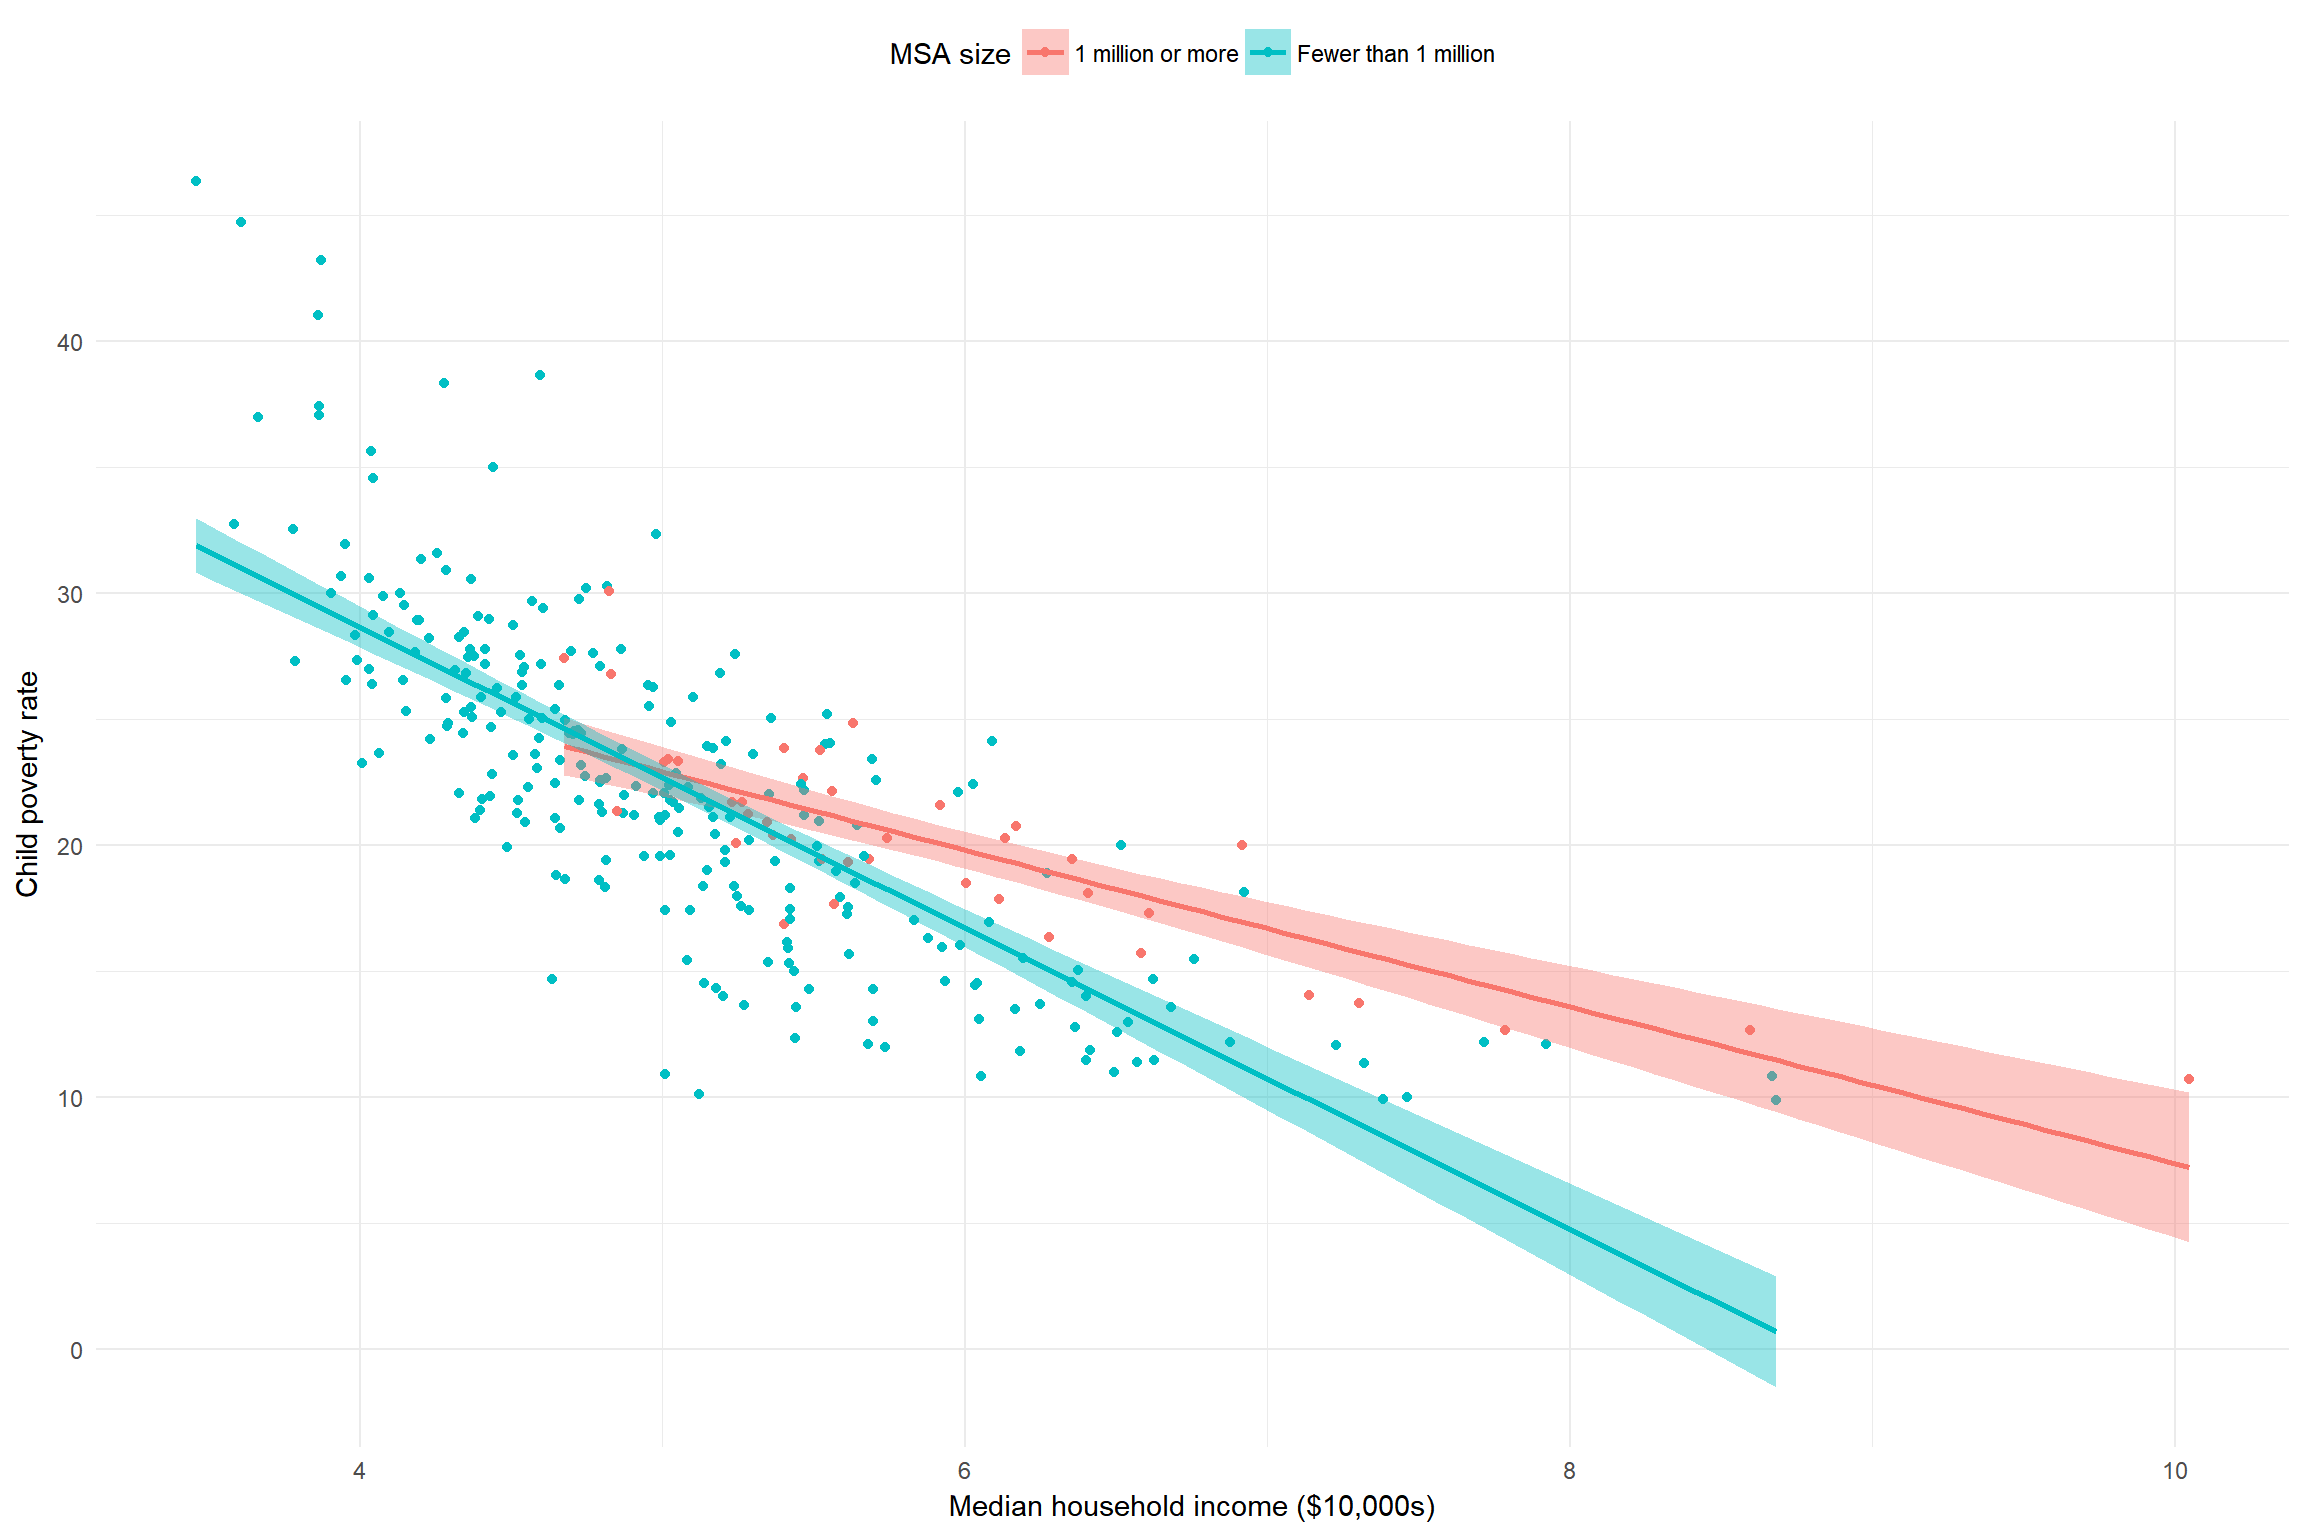 MSA size 1 million or more Fewer than 1 million
40
30
20
10
0
Child poverty rate
4 6 8 10
Median household income ($10,000s)